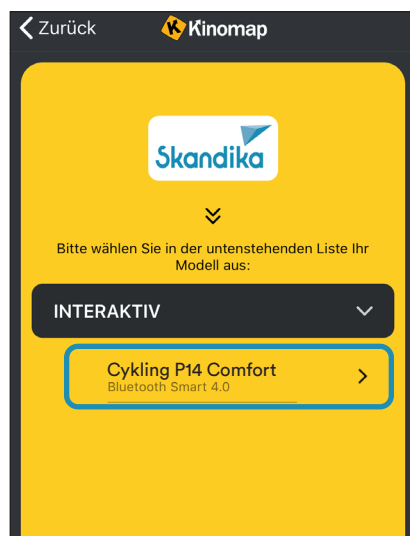 Zurück
Kinomap
Skandika
Bitte wählen Sie in der untenstehenden Liste Ihr
Modell aus:
INTERAKTIV
Cykling P14 Comfort
Bluetooth Smart 4.0